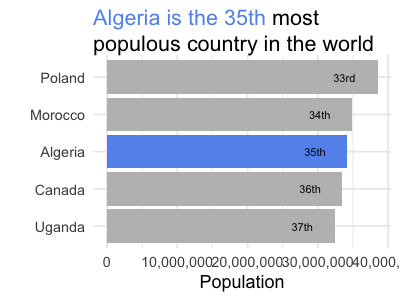 Algeria is the 35th most
populous country in the world
Poland 33rd
Morocco 34th
Algeria 35th
Canada 36th
Uganda 37th
0 10,000,000 20,000,000 30,000,000 40,000,
Population